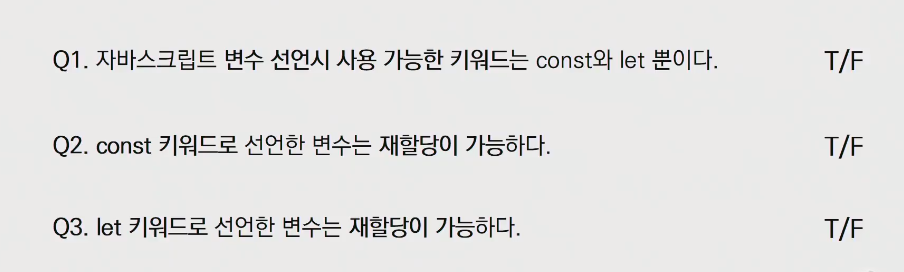 Q1. 자바스크립트 변수 선언시 사용 가능한 키워드는 const와 let 뿐이다. T/F
Q2. const 키워드로 선언한 변수는 재할당이 가능하다. T/F
Q3. let 키워드로 선언한 변수는 재할당이 가능하다. T/F